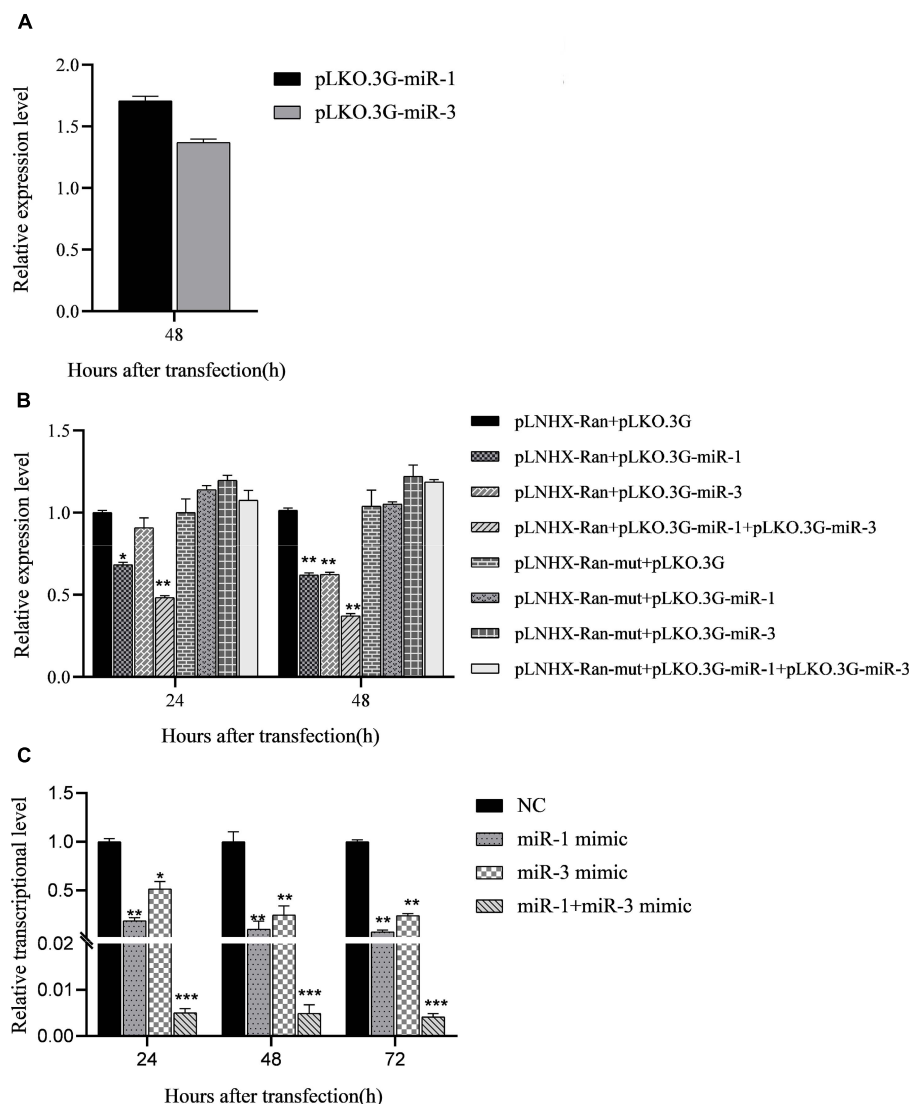 A
Relative expression level
2.0
1.5
1.0
0.5
0.0
48
Hours after transfection(h)
pLKO.3G-miR-1
pLKO.3G-miR-3
B
Relative expression level
1.5
1.0
0.5
0.0
*
**
** **
**
24
48
Hours after transfection(h)
pLNHX-Ran+pLKO.3G
pLNHX-Ran+pLKO.3G-miR-1
pLNHX-Ran+pLKO.3G-miR-3
pLNHX-Ran+pLKO.3G-miR-1+pLKO.3G-miR-3
pLNHX-Ran-mut+pLKO.3G
pLNHX-Ran-mut+pLKO.3G-miR-1
pLNHX-Ran-mut+pLKO.3G-miR-3
pLNHX-Ran-mut+pLKO.3G-miR-1+pLKO.3G-miR-3
C
Relative transcriptional level
1.5
1.0
0.5
0.02
0.01
0.00
**
*
***
**
**
***
**
**
***
24
48
72
Hours after transfection(h)
NC
miR-1 mimic
miR-3 mimic
miR-1+miR-3 mimic